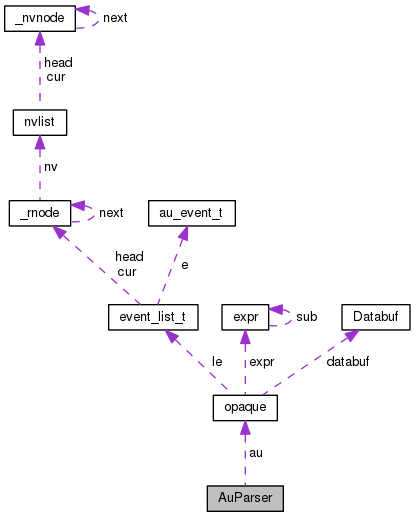 _nvnode
next
head
cur
nvlist
nv
_rnode
next
au_event_t
head
cur
e
event_list_t
expr
sub
Databuf
le
expr
databuf
opaque
au
AuParser